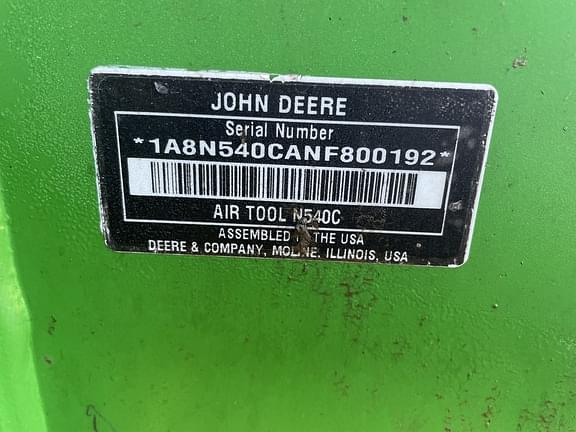 JOHN DEERE
Serial Number
*1A8N540CANF800192*
AIR TOOL N540C
ASSEMBLED IN THE USA
DEERE & COMPANY, MOLINE, ILLINOIS, USA